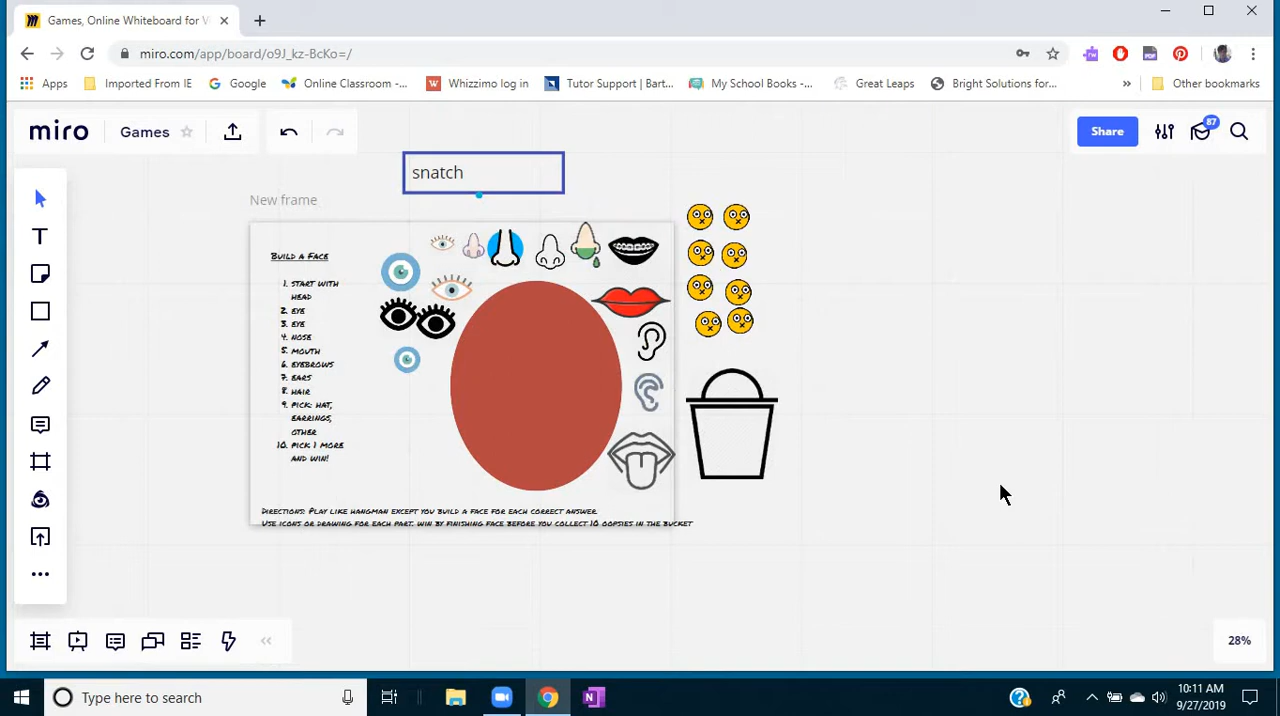 Games, Online Whiteboard for Vi
miro.com/app/board/o9J_kz-BcKo=/
Apps Imported From IE Google Online Classroom -... Whizzimo log in Tutor Support | Bart... My School Books -... Great Leaps Bright Solutions for... » Other bookmarks
miro Games Share 87
snatch
New frame
Build a Face
1. Start with
head
2. Eye
3. Eye
4. Nose
5. Mouth
6. Eyebrows
7. Ears
8. Hair
9. Pick: hat,
earrings,
other
10. Pick 1 more
and win!
Directions: Play like hangman except you build a face for each correct answer.
Use icons or drawing for each part. Win by finishing face before you collect 10 oopsies in the bucket
28%
Type here to search
10:11 AM
9/27/2019